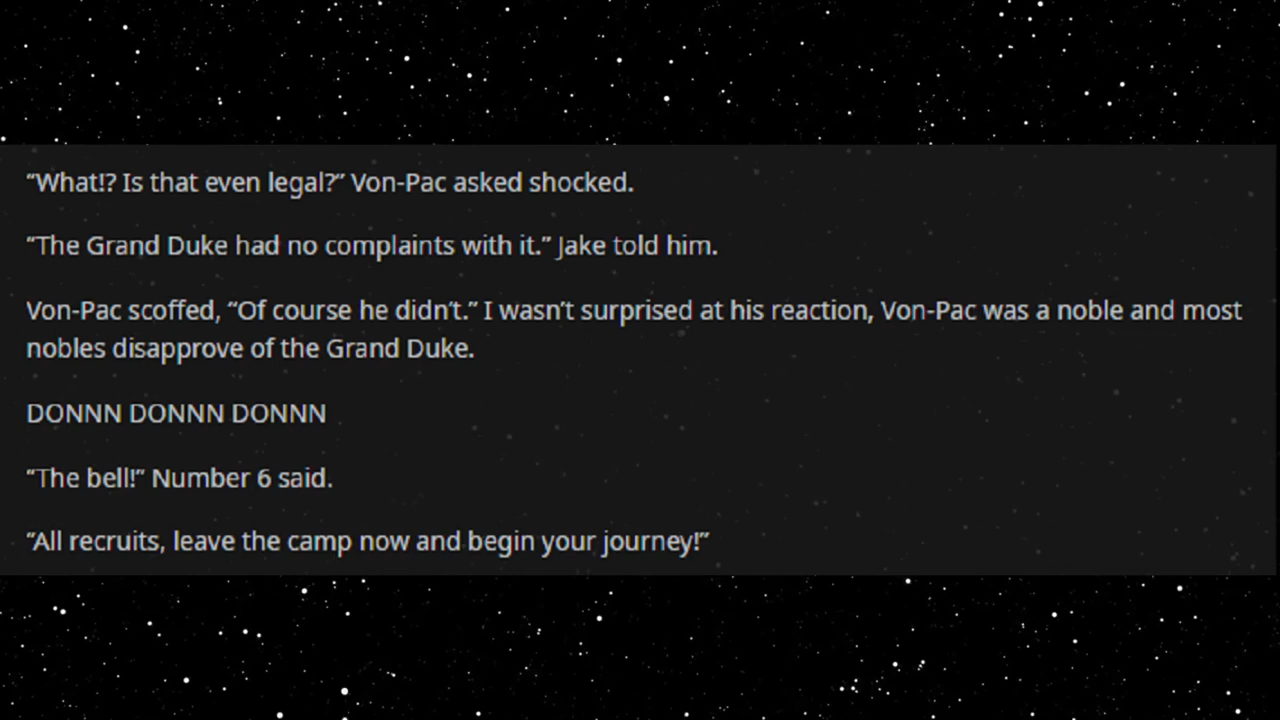 “What!? Is that even legal?” Von-Pac asked shocked.
“The Grand Duke had no complaints with it.” Jake told him.
Von-Pac scoffed, “Of course he didn’t.” I wasn’t surprised at his reaction, Von-Pac was a noble and most
nobles disapprove of the Grand Duke.
DONNN DONNN DONNN
“The bell!” Number 6 said.
“All recruits, leave the camp now and begin your journey!”